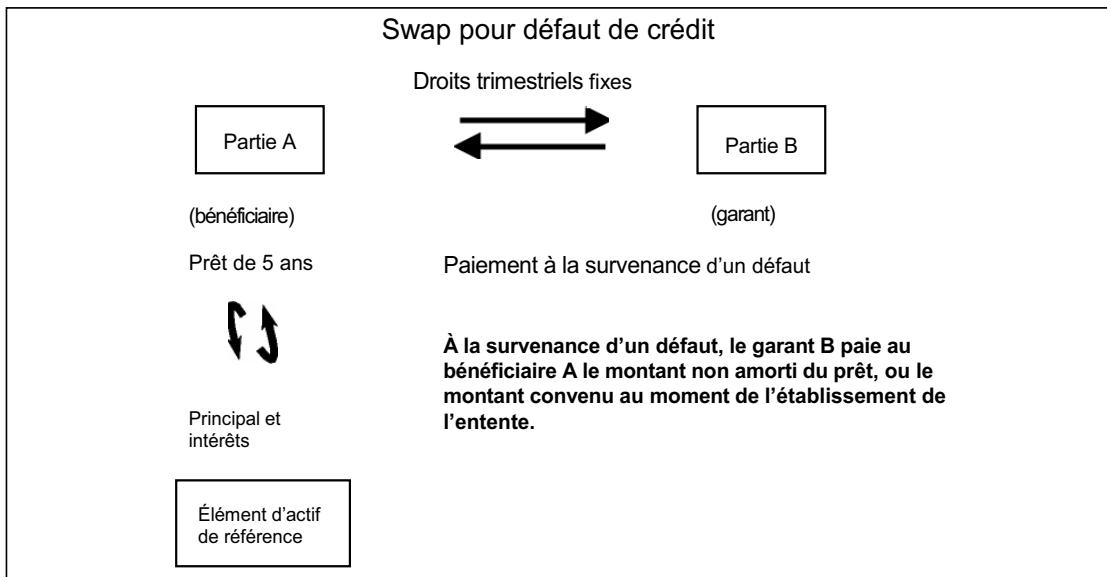 Swap pour défaut de crédit
Droits trimestriels fixes
Partie A
Partie B
(bénéficiaire)
(garant)
Prêt de 5 ans
Paiement à la survenance d’un défaut
À la survenance d’un défaut, le garant B paie au
bénéficiaire A le montant non amorti du prêt, ou le
montant convenu au moment de l’établissement de
l’entente.
Principal et
intérêts
Élément d’actif
de référence